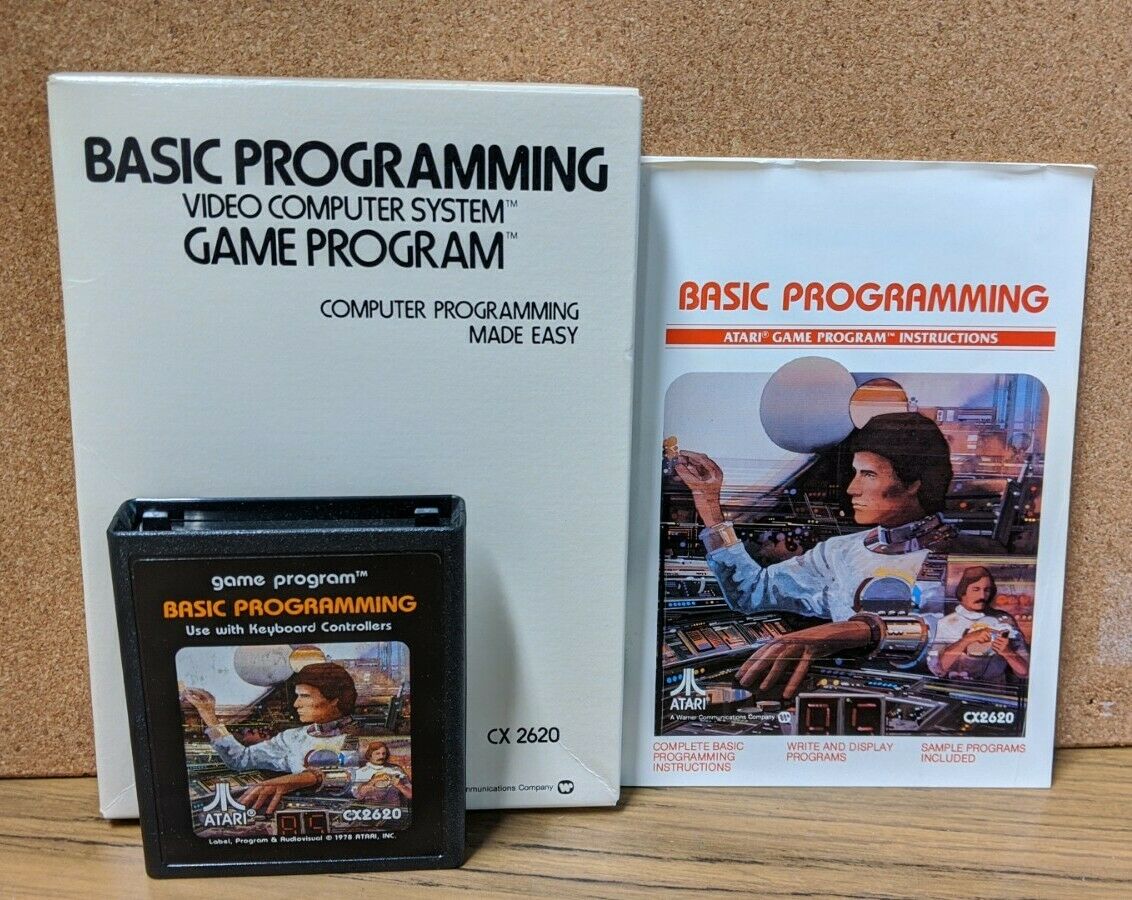 BASIC PROGRAMMING
VIDEO COMPUTER SYSTEM™
GAME PROGRAM™
COMPUTER PROGRAMMING
MADE EASY
CX 2620
mmunications Company
BASIC PROGRAMMING
ATARI® GAME PROGRAM™ INSTRUCTIONS
ATARI®
A Warner Communications Company
CX2620
COMPLETE BASIC
PROGRAMMING
INSTRUCTIONS
WRITE AND DISPLAY
PROGRAMS
SAMPLE PROGRAMS
INCLUDED
game program™
BASIC PROGRAMMING
Use with Keyboard Controllers
ATARI®
CX2620
Label, Program & Audiovisual © 1978 ATARI, INC.